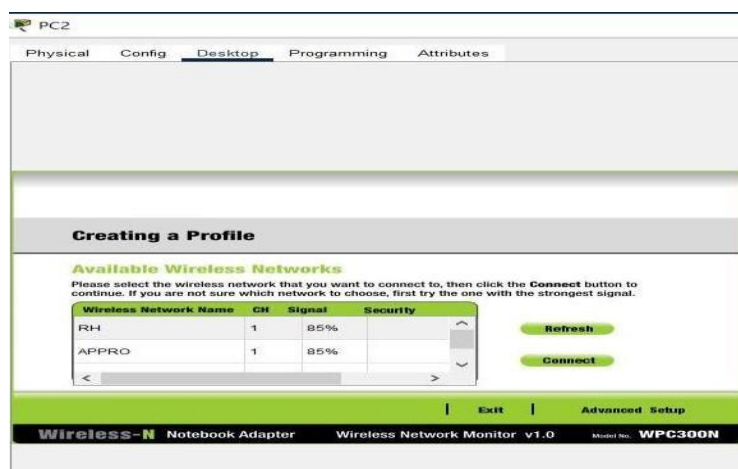 PC2
Physical Config Desktop Programming Attributes
Creating a Profile
Available Wireless Networks
Please select the wireless network that you want to connect to, then click the Connect button to
continue. If you are not sure which network to choose, first try the one with the strongest signal.
Wireless Network Name CH Signal Security
RH 1 85%
APPRO 1 85%
Refresh
Connect
Exit Advanced Setup
Wireless-N Notebook Adapter Wireless Network Monitor v1.0 Model No. WPC300N